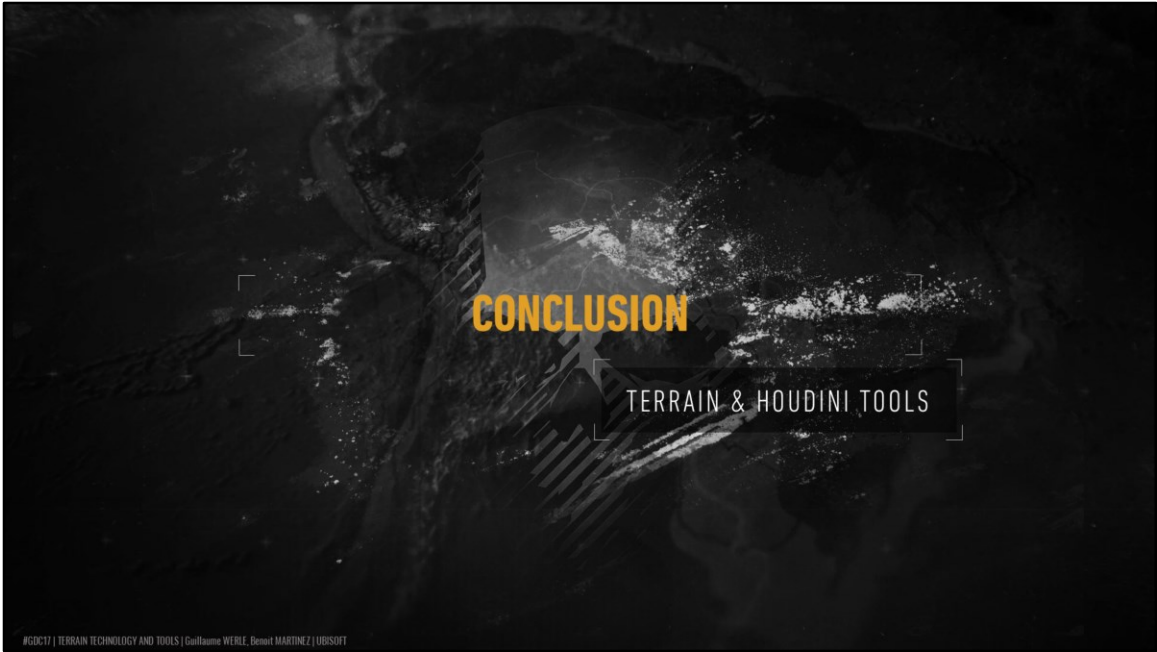 CONCLUSION
TERRAIN & HOUDINI TOOLS
#GDC17 | TERRAIN TECHNOLOGY AND TOOLS | Guillaume WERLE, Benoit MARTINEZ | UBISOFT